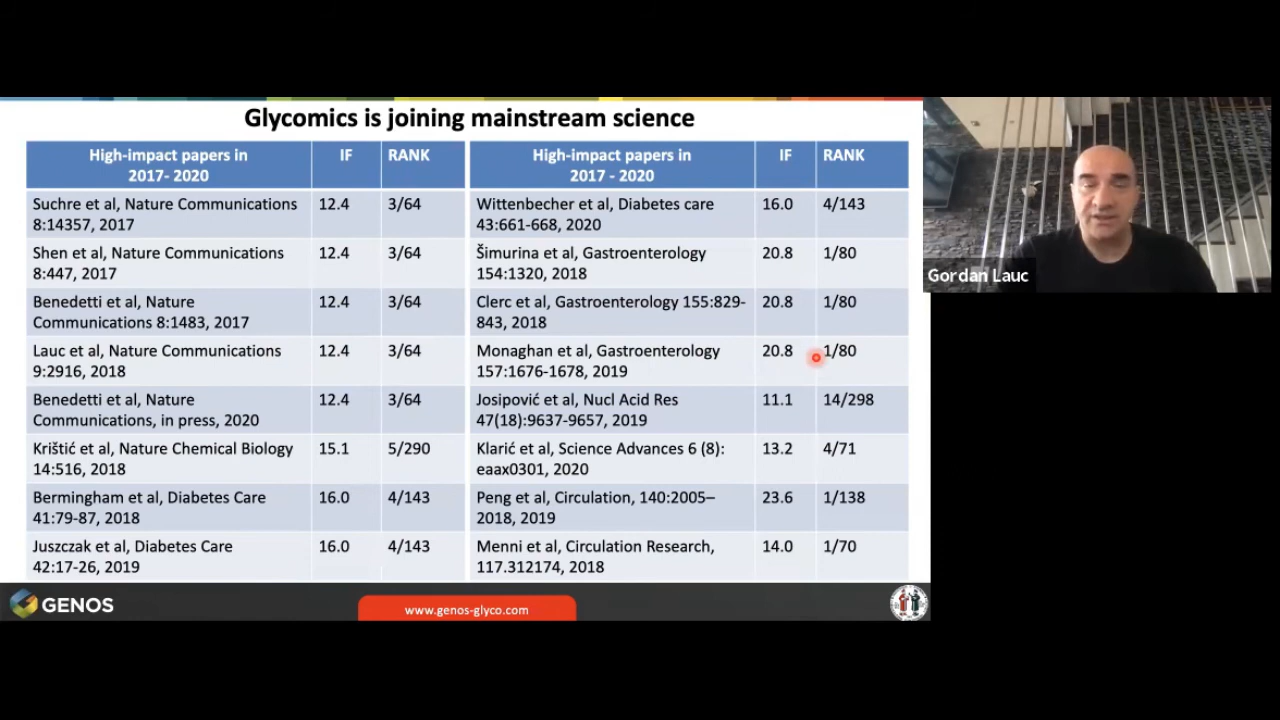 Glycomics is joining mainstream science
High-impact papers in
2017- 2020
IF
RANK
Suchre et al, Nature Communications
8:14357, 2017
12.4
3/64
Shen et al, Nature Communications
8:447, 2017
12.4
3/64
Benedetti et al, Nature
Communications 8:1483, 2017
12.4
3/64
Lauc et al, Nature Communications
9:2916, 2018
12.4
3/64
Benedetti et al, Nature
Communications, in press, 2020
12.4
3/64
Krištić et al, Nature Chemical Biology
14:516, 2018
15.1
5/290
Bermingham et al, Diabetes Care
41:79-87, 2018
16.0
4/143
Juszczak et al, Diabetes Care
42:17-26, 2019
16.0
4/143
High-impact papers in
2017 - 2020
IF
RANK
Wittenbecher et al, Diabetes care
43:661-668, 2020
16.0
4/143
Šimurina et al, Gastroenterology
154:1320, 2018
20.8
1/80
Clerc et al, Gastroenterology 155:829-
843, 2018
20.8
1/80
Monaghan et al, Gastroenterology
157:1676-1678, 2019
20.8
1/80
Josipović et al, Nucl Acid Res
47(18):9637-9657, 2019
11.1
14/298
Klarić et al, Science Advances 6 (8):
eaax0301, 2020
13.2
4/71
Peng et al, Circulation, 140:2005–
2018, 2019
23.6
1/138
Menni et al, Circulation Research,
117.312174, 2018
14.0
1/70
Gordan Lauc
GENOS
www.genos-glyco.com